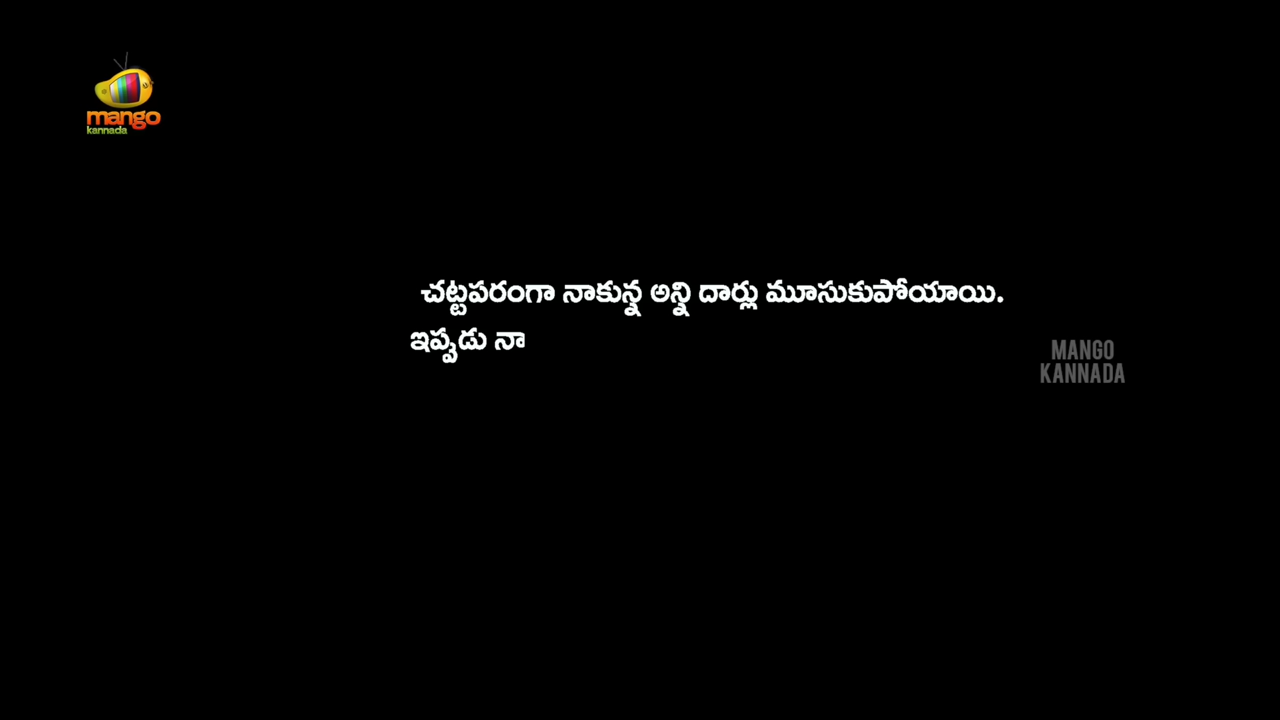 mango
kannada
చట్టపరంగా నాకున్న అన్ని దార్లు మూసుకుపోయాయి.
ఇప్పడు నా
MANGO
KANNADA